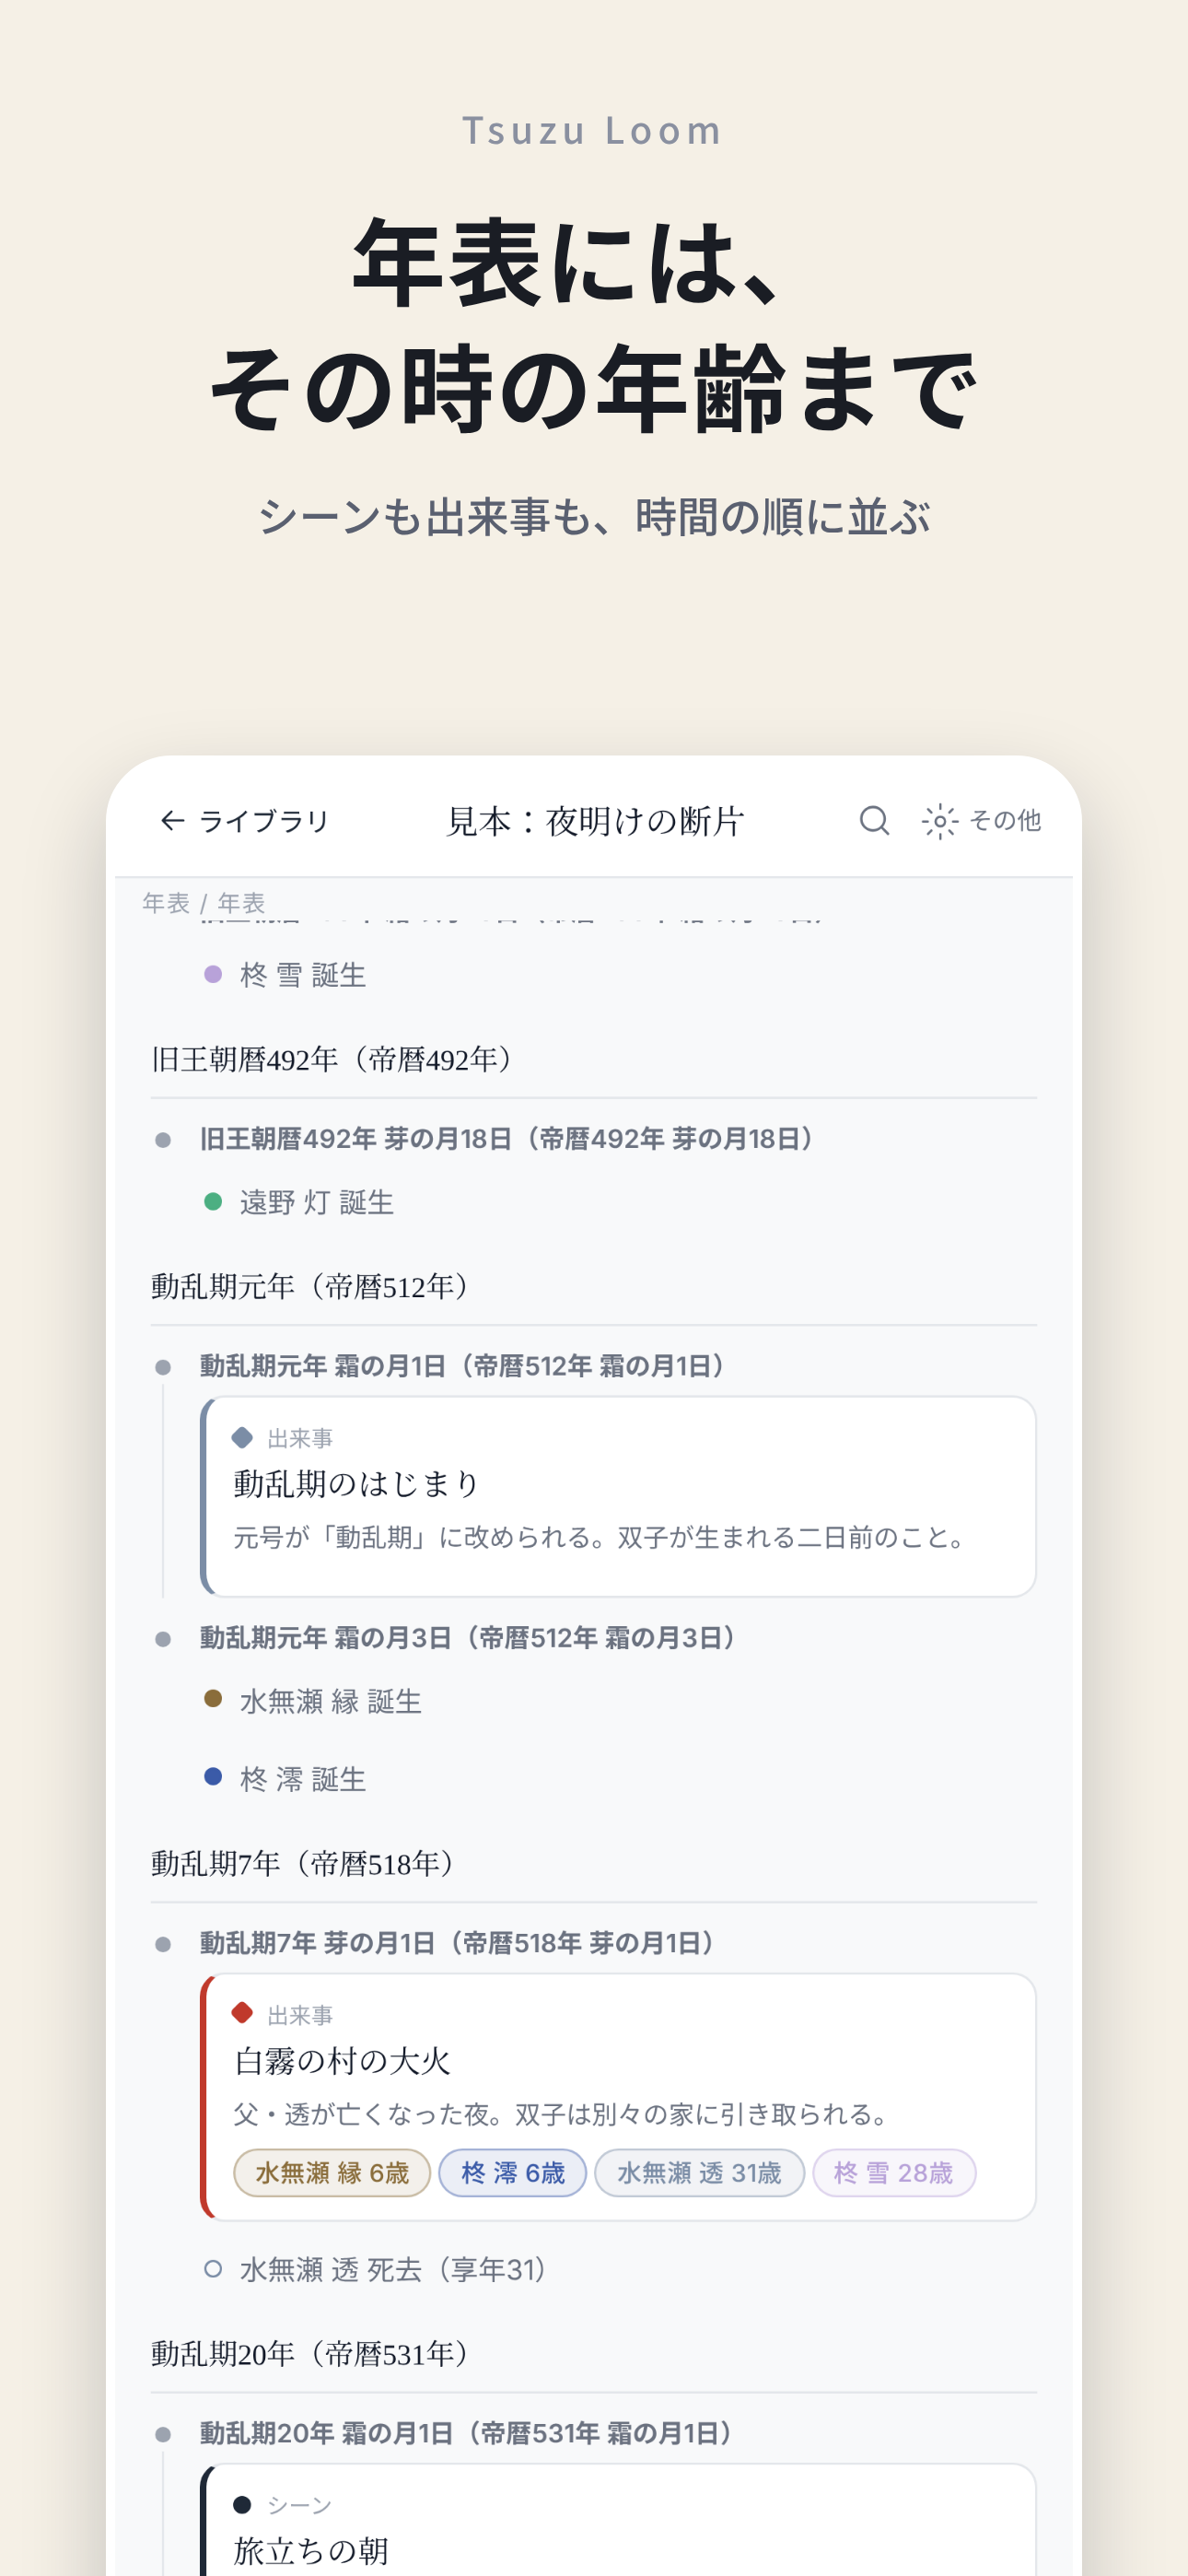 Tsuzu Loom
年表には、
その時の年齢まで
シーンも出来事も、時間の順に並ぶ
ライブラリ 見本：夜明けの断片 その他
年表 / 年表
柊 雪 誕生
旧王朝暦492年（帝暦492年）
旧王朝暦492年 芽の月18日（帝暦492年 芽の月18日）
遠野 灯 誕生
動乱期元年（帝暦512年）
動乱期元年 霜の月1日（帝暦512年 霜の月1日）
出来事
動乱期のはじまり
元号が「動乱期」に改められる。双子が生まれる二日前のこと。
動乱期元年 霜の月3日（帝暦512年 霜の月3日）
水無瀬 縁 誕生
柊 澪 誕生
動乱期7年（帝暦518年）
動乱期7年 芽の月1日（帝暦518年 芽の月1日）
出来事
白霧の村の大火
父・透が亡くなった夜。双子は別々の家に引き取られる。
水無瀬 縁 6歳 柊 澪 6歳 水無瀬 透 31歳 柊 雪 28歳
水無瀬 透 死去（享年31）
動乱期20年（帝暦531年）
動乱期20年 霜の月1日（帝暦531年 霜の月1日）
シーン
旅立ちの朝